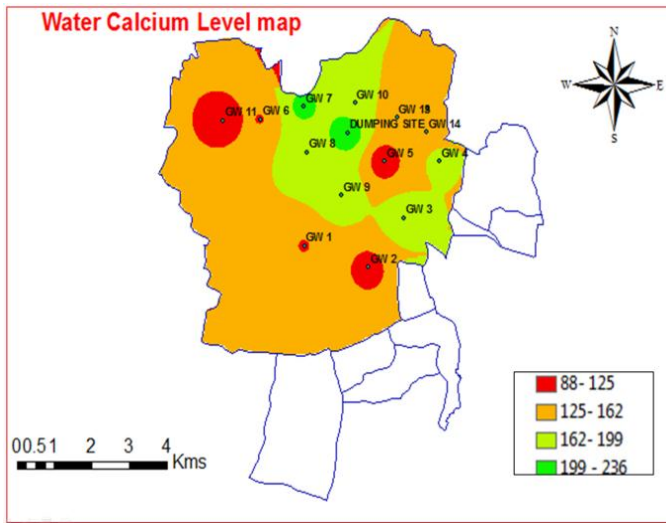 Water Calcium Level map
N
W
E
S
GW 7
GW 10
GW 11
GW 6
GW 13
DUMPING SITE
GW 14
GW 8
GW 5
GW 4
GW 9
GW 3
GW 1
GW 2
88- 125
125 - 162
162- 199
199 - 236
00.51 2 3 4
Kms